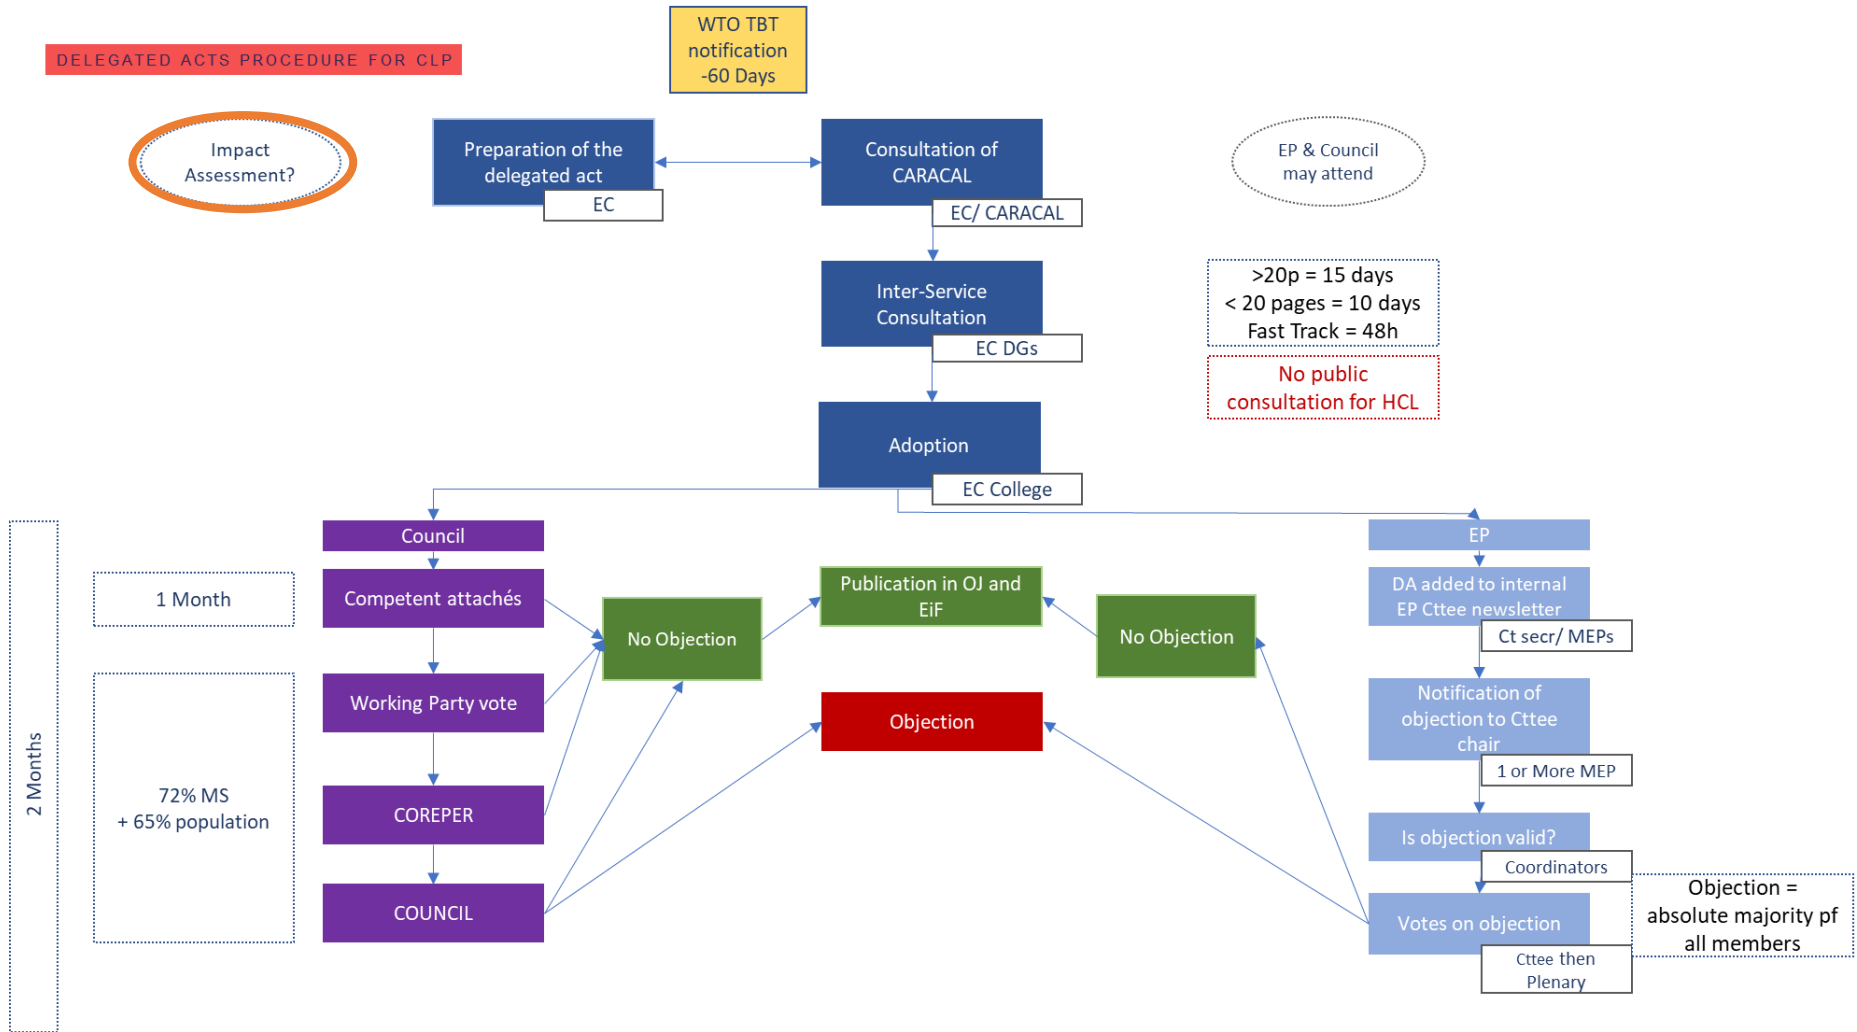 WTO TBT
notification
-60 Days
DELEGATED ACTS PROCEDURE FOR CLP
Impact
Assessment?
Preparation of the
delegated act
EC
Consultation of
CARACAL
EC/ CARACAL
EP & Council
may attend
Inter-Service
Consultation
EC DGs
>20p = 15 days
< 20 pages = 10 days
Fast Track = 48h
No public
consultation for HCL
Adoption
EC College
2 Months
1 Month
72% MS
+ 65% population
Council
Competent attachés
Working Party vote
COREPER
COUNCIL
No Objection
Publication in OJ and
EiF
Objection
No Objection
EP
DA added to internal
EP Cttee newsletter
Ct secr/ MEPs
Notification of
objection to Cttee
chair
1 or More MEP
Is objection valid?
Coordinators
Votes on objection
Cttee then
Plenary
Objection =
absolute majority pf
all members